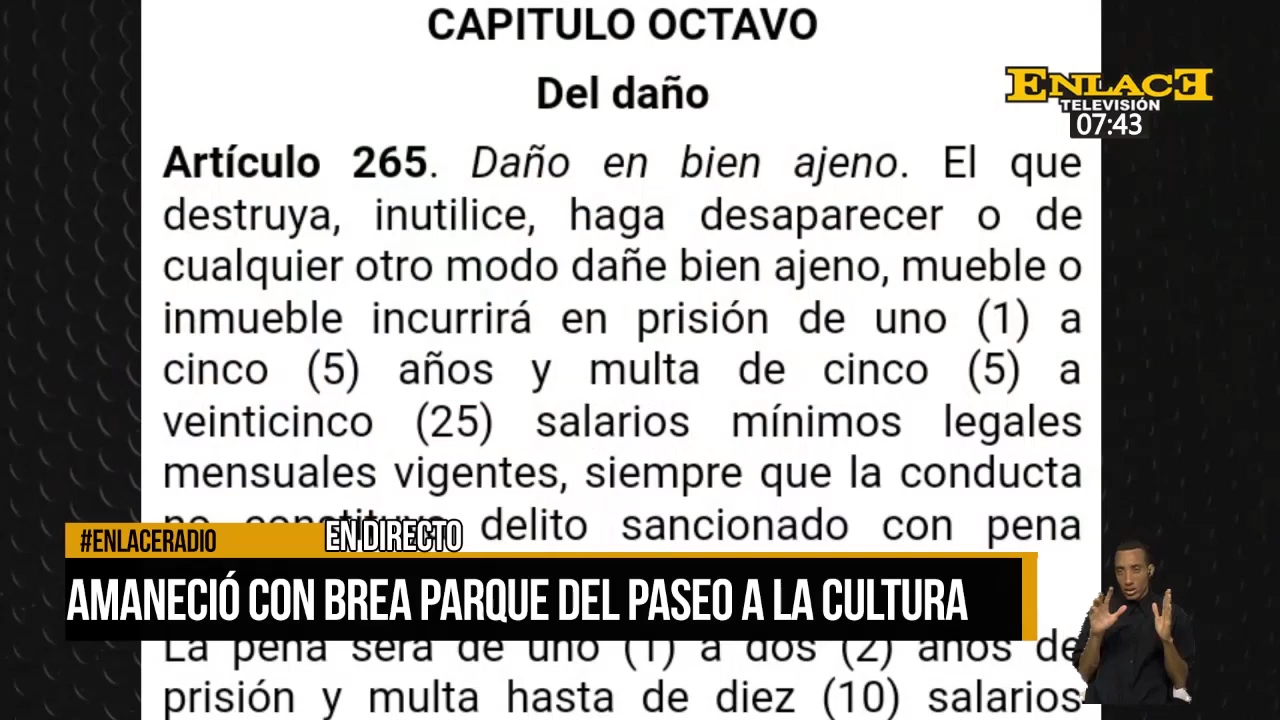 CAPITULO OCTAVO
Del daño
ENLACE
TELEVISIÓN
07:43
Artículo 265. Daño en bien ajeno. El que
destruya, inutilice, haga desaparecer o de
cualquier otro modo dañe bien ajeno, mueble o
inmueble incurrirá en prisión de uno (1) a
cinco (5) años y multa de cinco (5) a
veinticinco (25) salarios mínimos legales
mensuales vigentes, siempre que la conducta
no constituya delito sancionado con pena
#ENLACERADIO
EN DIRECTO
AMANECIÓ CON BREA PARQUE DEL PASEO A LA CULTURA
La pena será de uno (1) a dos (2) años de
prisión y multa hasta de diez (10) salarios